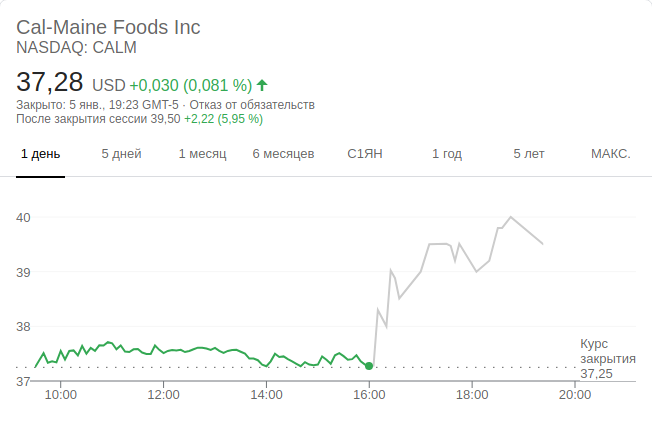 Cal-Maine Foods Inc
NASDAQ: CALM
37,28 USD +0,030 (0,081 %)
Закрыто: 5 янв., 19:23 GMT-5 · Отказ от обязательств
После закрытия сессии 39,50 +2,22 (5,95 %)
1 день 5 дней 1 месяц 6 месяцев С1ЯН 1 год 5 лет МАКС.
40
39
38
37
Курс
закрытия
37,25
10:00 12:00 14:00 16:00 18:00 20:00